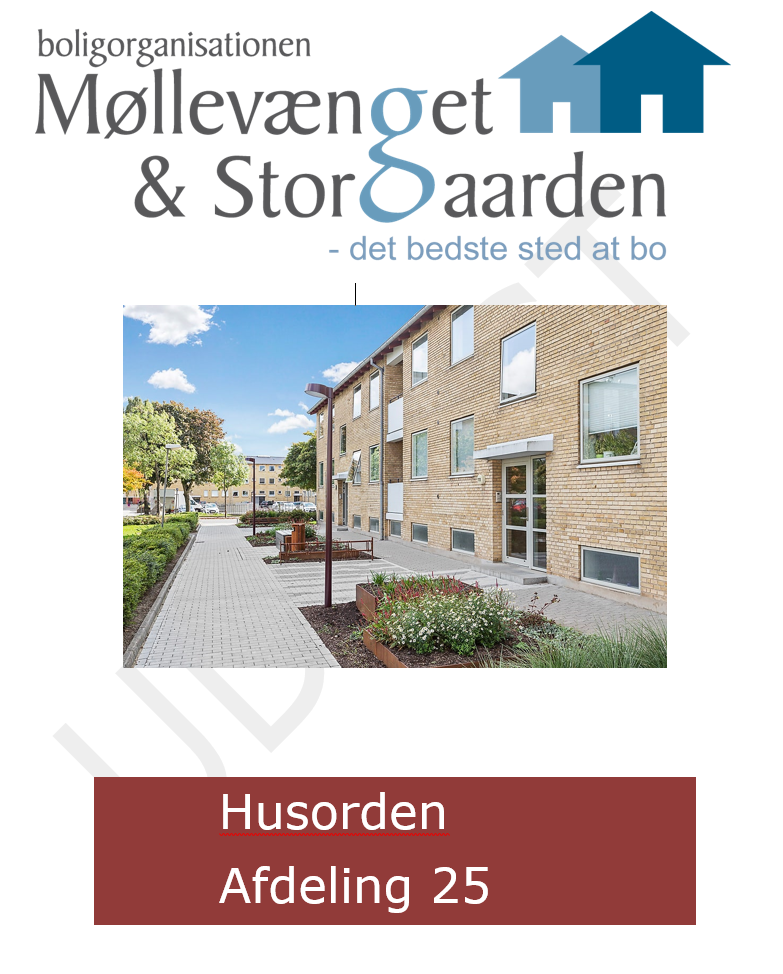 boligorganisationen
Møllevænget
& Storgaarden
- det bedste sted at bo
Husorden
Afdeling 25